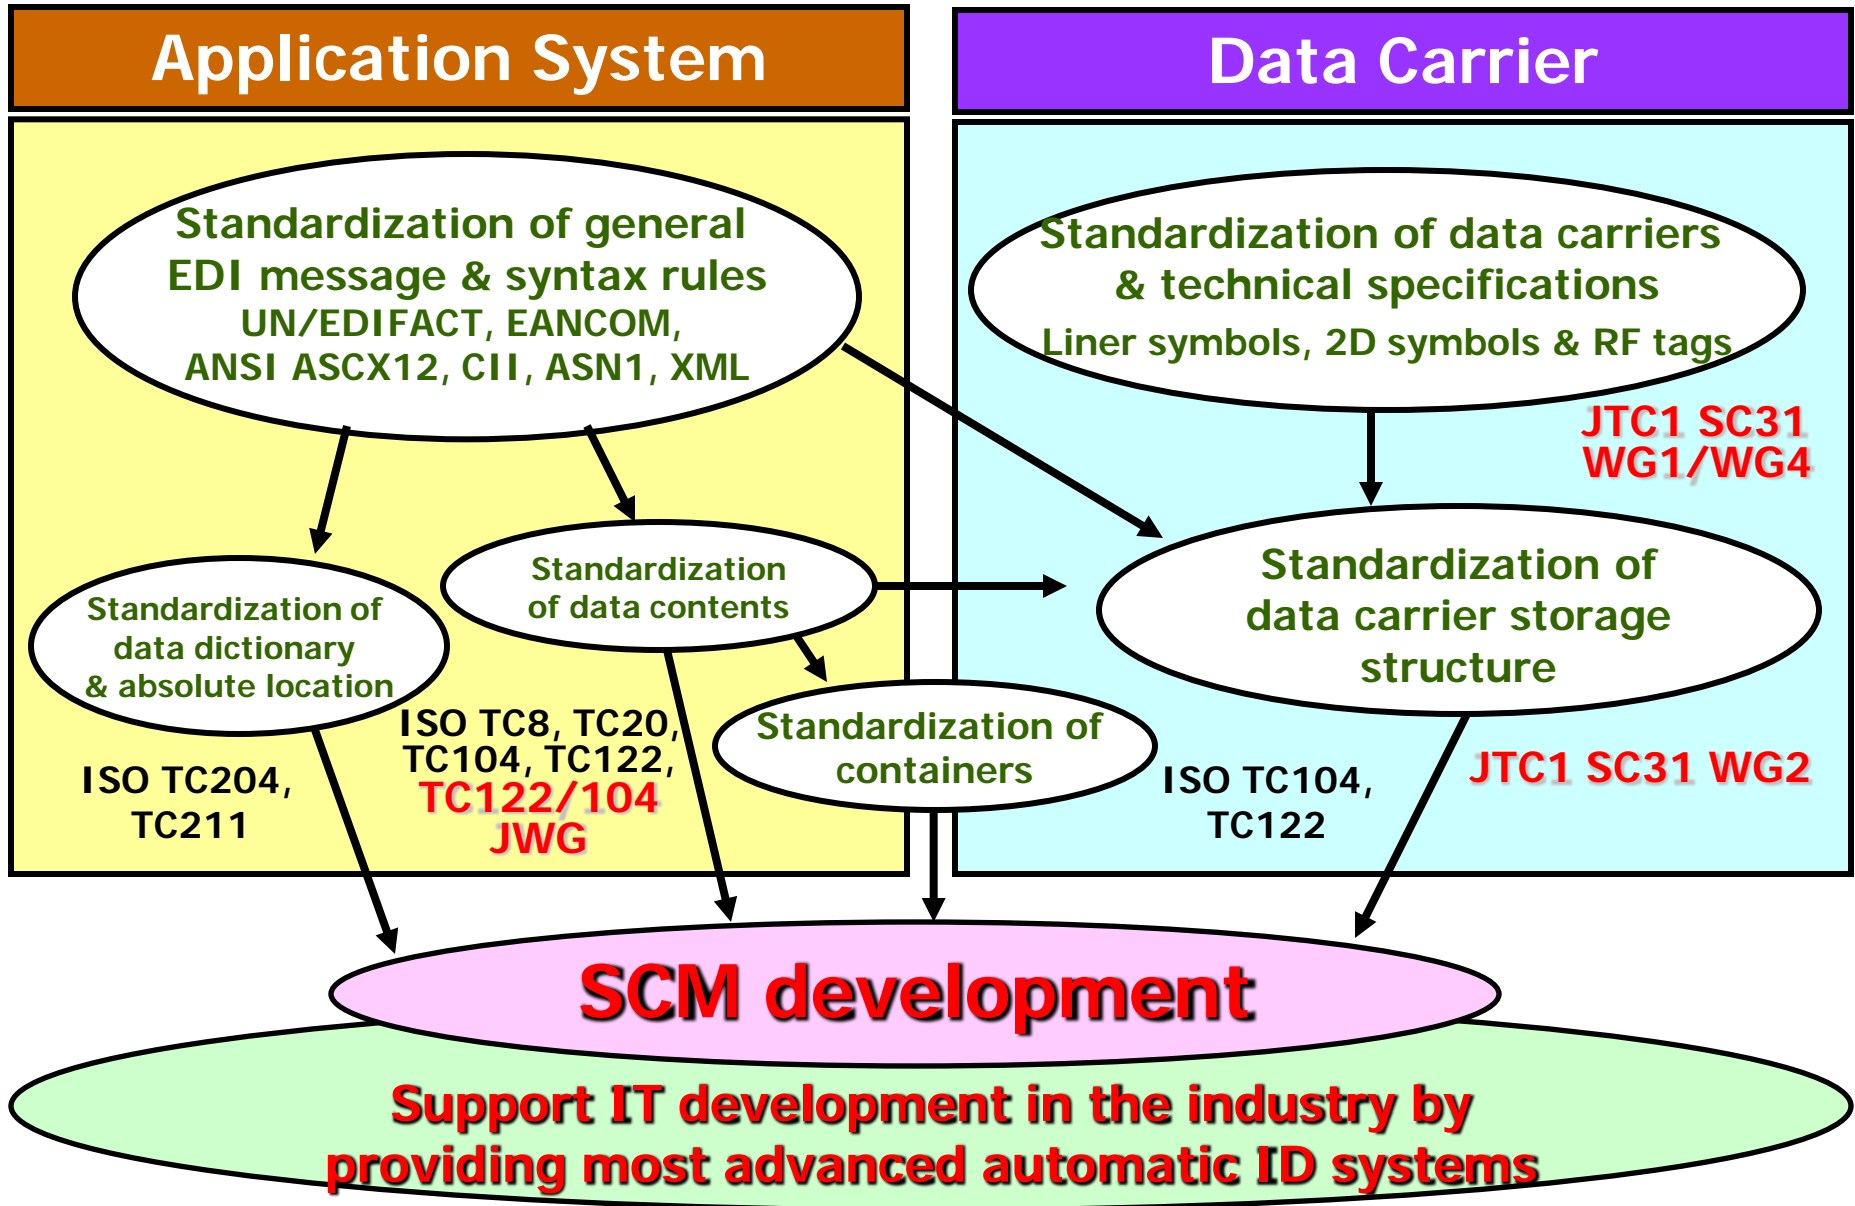 Application System
Data Carrier
Standardization of general
EDI message & syntax rules
UN/EDIFACT, EANCOM,
ANSI ASCX12, CII, ASN1, XML
Standardization of data carriers
& technical specifications
Liner symbols, 2D symbols & RF tags
JTC1 SC31
WG1/WG4
Standardization of
data dictionary
& absolute location
Standardization
of data contents
Standardization of
data carrier storage
structure
ISO TC204,
TC211
ISO TC8, TC20,
TC104, TC122,
TC122/104
JWG
Standardization of
containers
ISO TC104,
TC122
JTC1 SC31 WG2
SCM development
Support IT development in the industry by
providing most advanced automatic ID systems